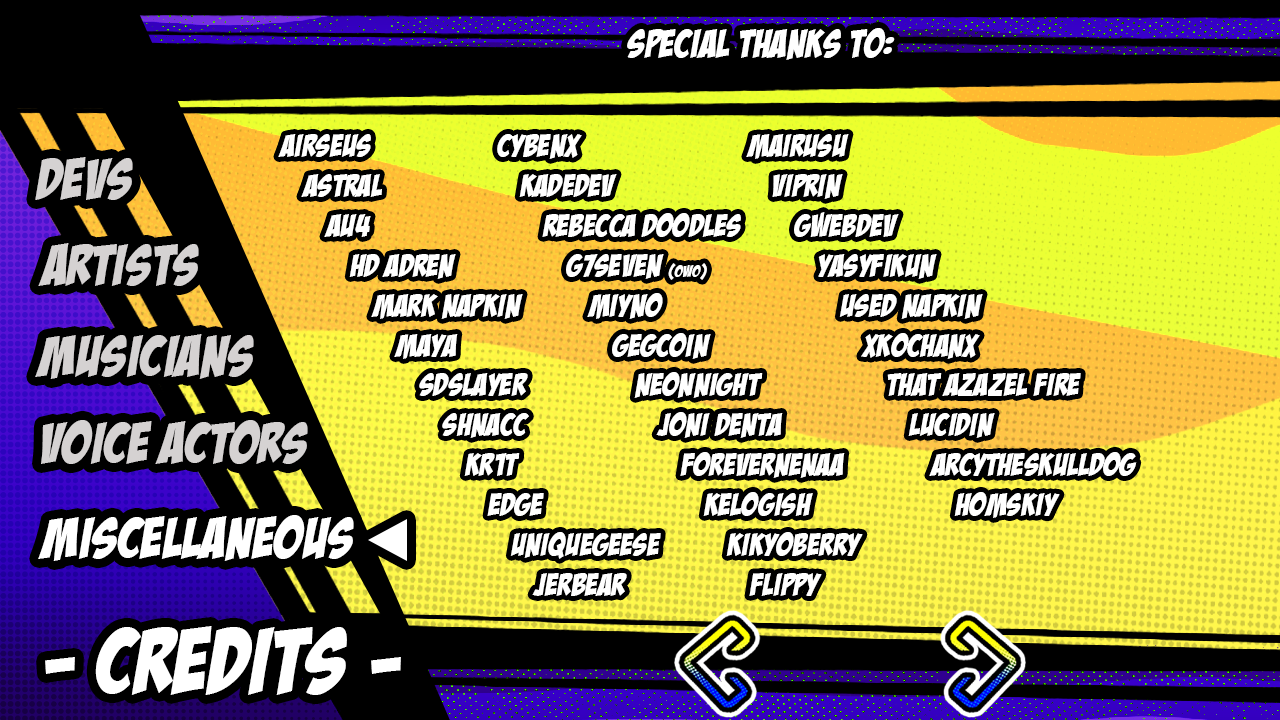 SPECIAL THANKS TO:
DEVS
ARTISTS
MUSICIANS
VOICE ACTORS
MISCELLANEOUS
- CREDITS -
AIRSEUS
ASTRAL
AU4
HD ADREN
MARK NAPKIN
MAYA
SDSLAYER
SHNACC
KR1T
EDGE
UNIQUEGEESE
JERBEAR
CYBENX
KADEDEV
REBECCA DOODLES
G7SEVEN (OWO)
MIYNO
GEGCOIN
NEONNIGHT
JONI DENTA
FOREVERNENAA
KELOGISH
KIKYOBERRY
FLIPPY
MAIRUSU
VIPRIN
GWEBDEV
YASYFIKUN
USED NAPKIN
XKOCHANX
THAT AZAZEL FIRE
LUCIDIN
ARCYTHESKULLDOG
HOMSKIY